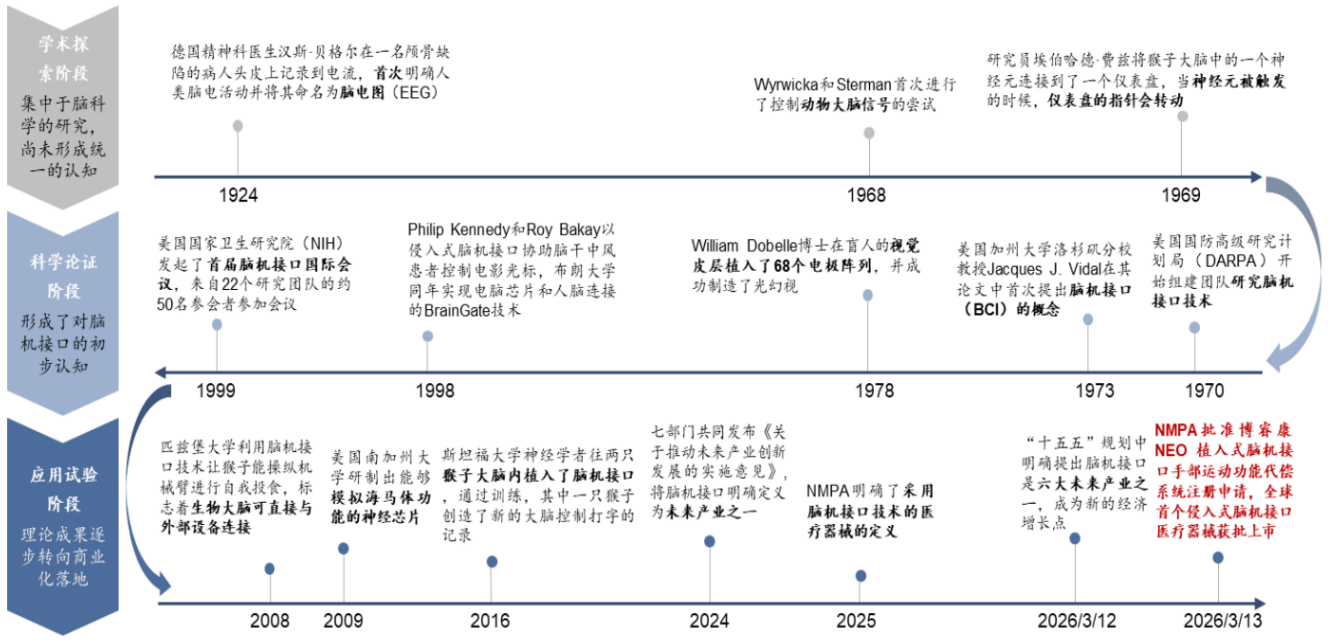 学术探
索阶段
集中于脑科
学的研究，
尚未形成统
一的认知
德国精神科医生汉斯·贝格尔在一名颅骨缺
陷的病人头皮上记录到电流，首次明确人
类脑电活动并将其命名为脑电图（EEG）
1924
Wyrwicka和Sterman首次进行
了控制动物大脑信号的尝试
1968
研究员埃伯哈德·费兹将猴子大脑中的一个神
经元连接到了一个仪表盘，当神经元被触发
的时候，仪表盘的指针会转动
1969
科学论证
阶段
形成了对脑
机接口的初
步认知
美国国家卫生研究院（NIH）
发起了首届脑机接口国际会
议，来自22个研究团队的约
50名参会者参加会议
1999
Philip Kennedy和Roy Bakay以
侵入式脑机接口协助脑干中风
患者控制电影光标，布朗大学
同年实现电脑芯片和人脑连接
的BrainGate技术
1998
William Dobelle博士在盲人的视觉
皮层植入了68个电极阵列，并成
功制造了光幻视
1978
美国加州大学洛杉矶分校
教授Jacques J. Vidal在其
论文中首次提出脑机接口
（BCI）的概念
1973
美国国防高级研究计
划局（DARPA）开
始组建团队研究脑机
接口技术
1970
应用试验
阶段
理论成果逐
步转向商业
化落地
匹兹堡大学利用脑机接
口技术让猴子能操纵机
械臂进行自我投食，标
志着生物大脑可直接与
外部设备连接
2008
美国南加州大
学研制出能够
模拟海马体功
能的神经芯片
2009
斯坦福大学神经学者往两只
猴子大脑内植入了脑机接口
，通过训练，其中一只猴子
创造了新的大脑控制打字的
记录
2016
七部门共同发布《关
于推动未来产业创新
发展的实施意见》，
将脑机接口明确定义
为未来产业之一
2024
NMPA明确了采用
脑机接口技术的医
疗器械的定义
2025
“十五五”规划中
明确提出脑机接口
是六大未来产业之
一，成为新的经济
增长点
2026/3/12
NMPA批准博睿康
NEO 植入式脑机接
口手部运动功能代偿
系统注册申请，全球
首个侵入式脑机接口
医疗器械获批上市
2026/3/13